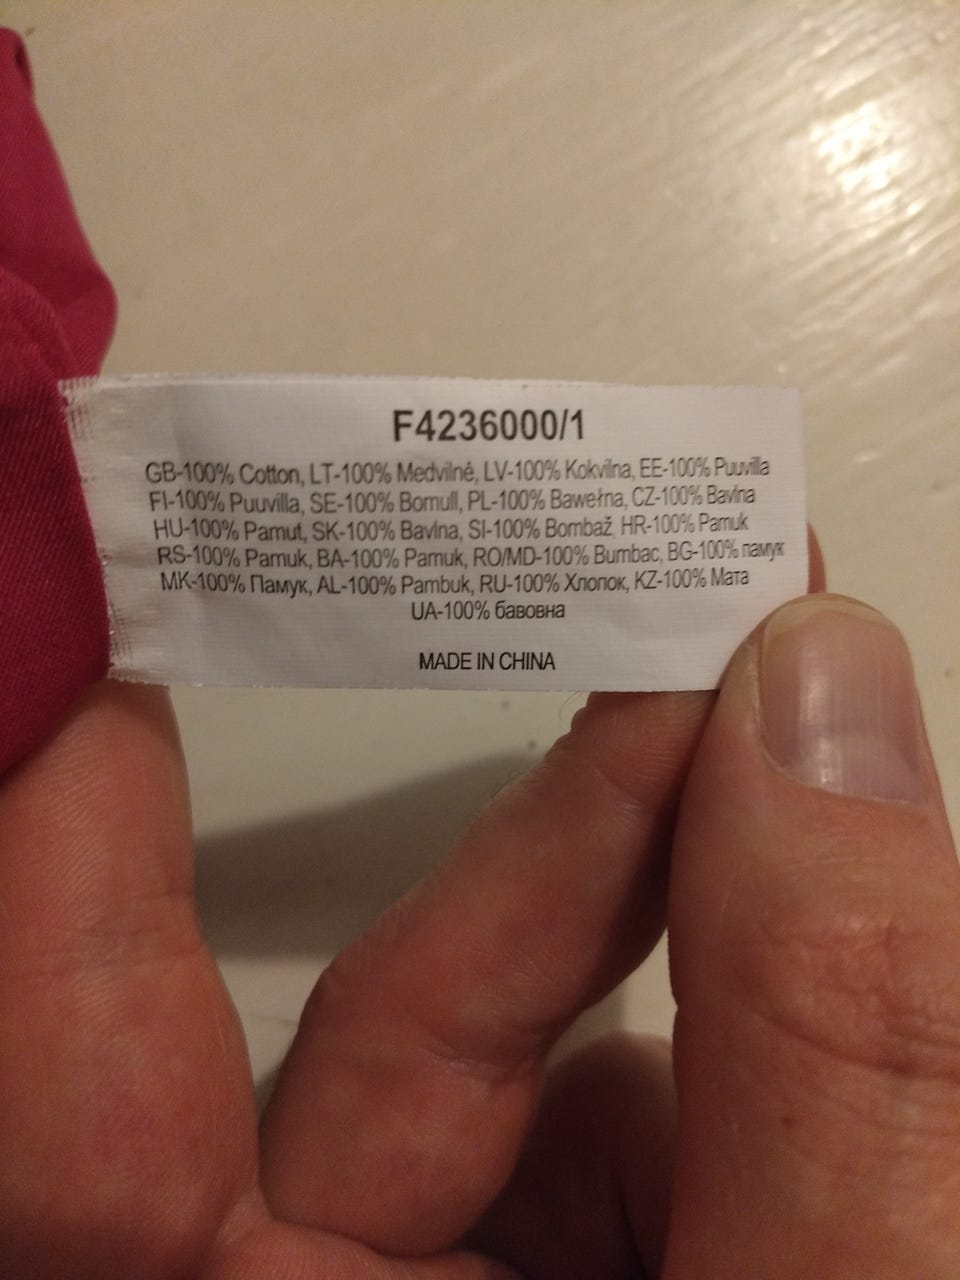 F4236000/1
GB-100% Cotton, LT-100% Medvilnė, LV-100% Kokvilna, EE-100% Puuvilla
FI-100% Puuvilla, SE-100% Bomull, PL-100% Bawełna, CZ-100% Bavlna
HU-100% Pamut, SK-100% Bavlna, SI-100% Bombaž, HR-100% Pamuk
RS-100% Pamuk, BA-100% Pamuk, RO/MD-100% Bumbac, BG-100% памук
MK-100% Памук, AL-100% Pambuk, RU-100% Хлопок, KZ-100% Мата
UA-100% бавовна
MADE IN CHINA